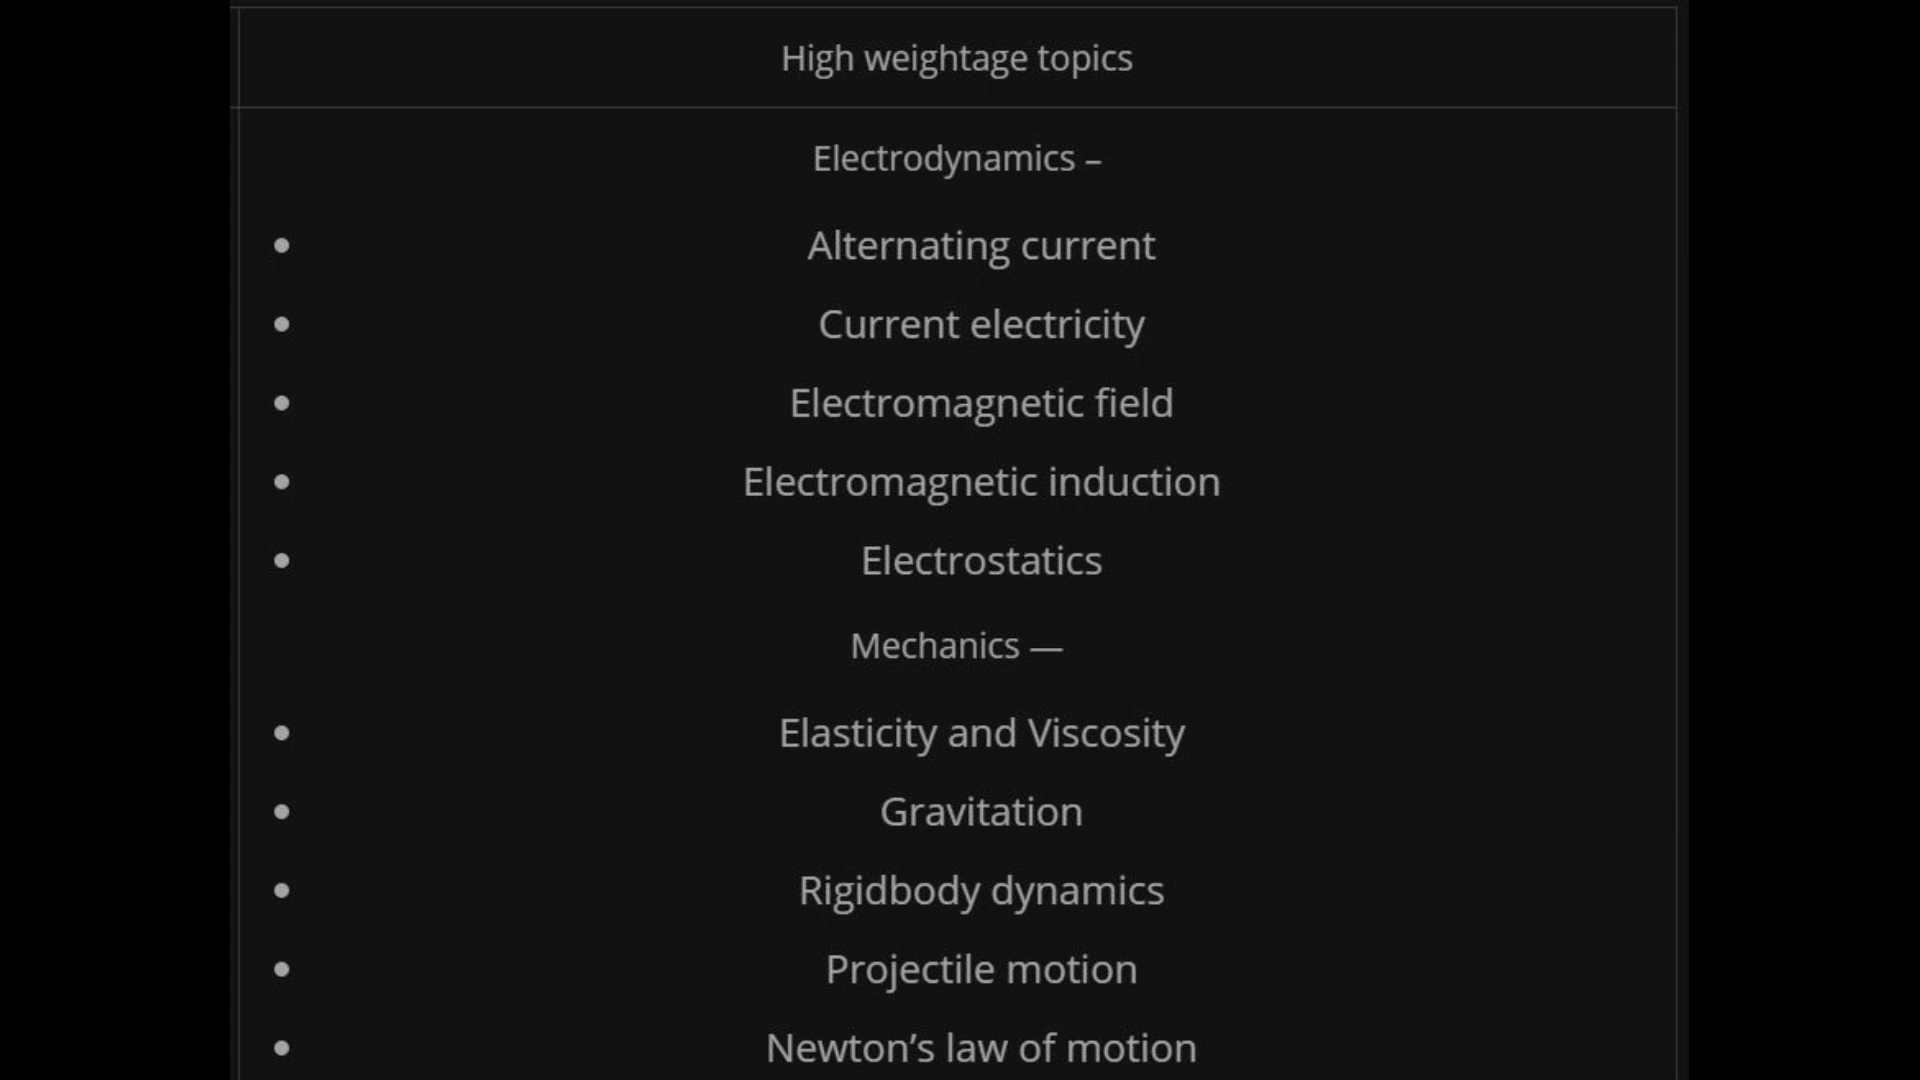 High weightage topics
Electrodynamics –
• Alternating current
• Current electricity
• Electromagnetic field
• Electromagnetic induction
• Electrostatics
Mechanics —
• Elasticity and Viscosity
• Gravitation
• Rigidbody dynamics
• Projectile motion
• Newton’s law of motion